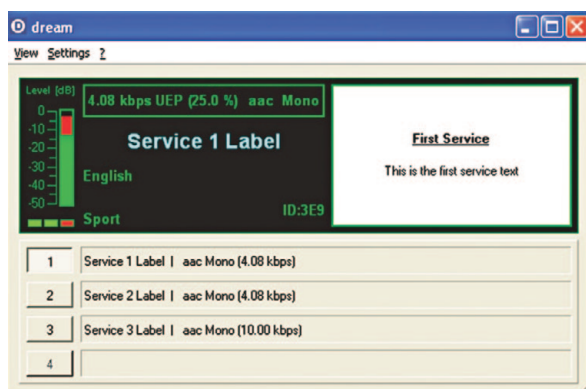 dream
View Settings ?
Level [dB]
0
-10
-20
-30
-40
-50
4.08 kbps UEP (25.0 %) aac Mono
Service 1 Label
English
Sport
ID:3E9
First Service
This is the first service text
1 Service 1 Label | aac Mono (4.08 kbps)
2 Service 2 Label | aac Mono (4.08 kbps)
3 Service 3 Label | aac Mono (10.00 kbps)
4